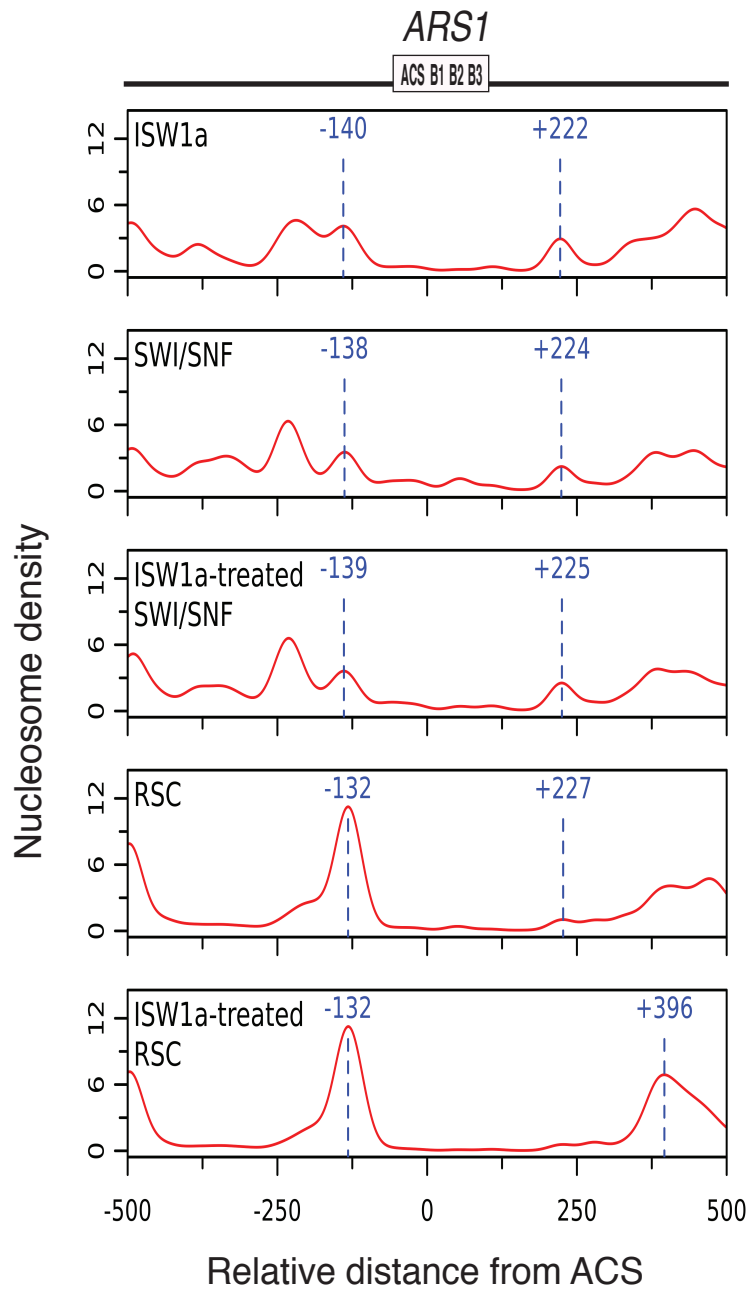 ARS1
ACS B1 B2 B3
ISW1a
-140
+222
12
6
0
SWI/SNF
-138
+224
12
6
0
ISW1a-treated
SWI/SNF
-139
+225
12
6
0
RSC
-132
+227
12
6
0
ISW1a-treated
RSC
-132
+396
12
6
0
Nucleosome density
-500 -250 0 250 500
Relative distance from ACS